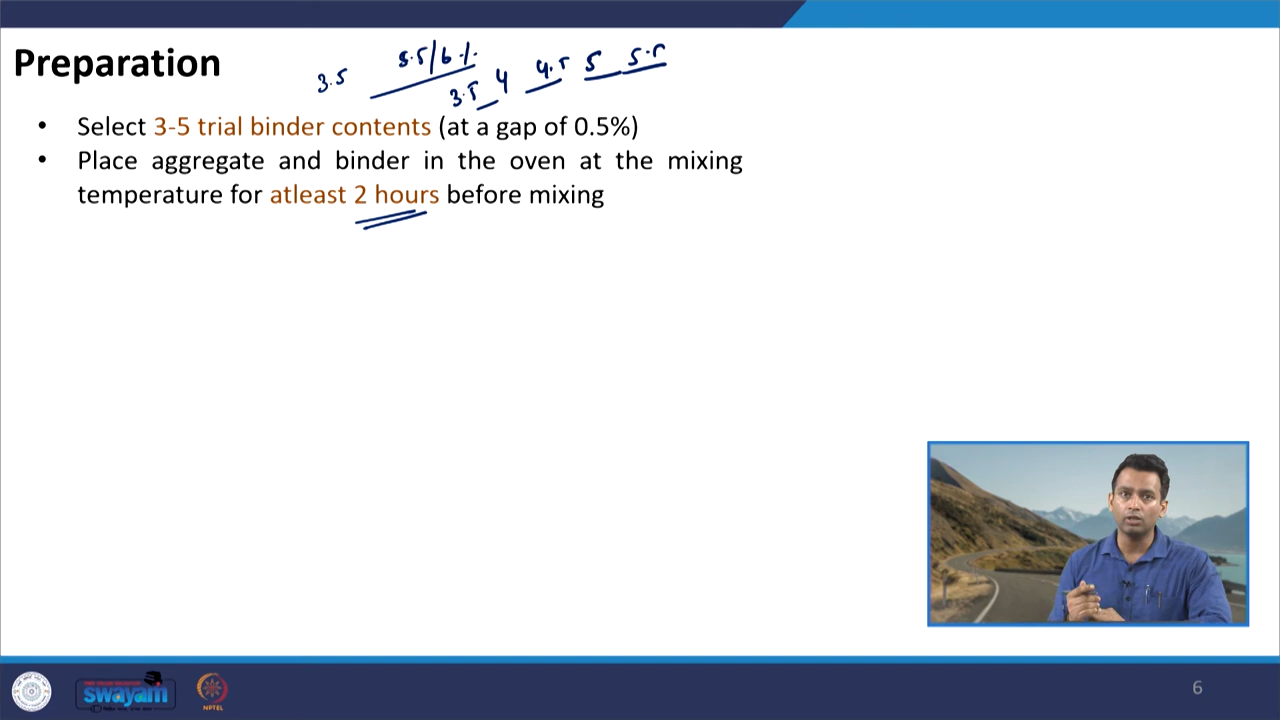 Preparation
3.5 5.5/6 %
3.5 4 4.5 5 5.5
• Select 3-5 trial binder contents (at a gap of 0.5%)
• Place aggregate and binder in the oven at the mixing
temperature for atleast 2 hours before mixing
swayam
NPTEL
6